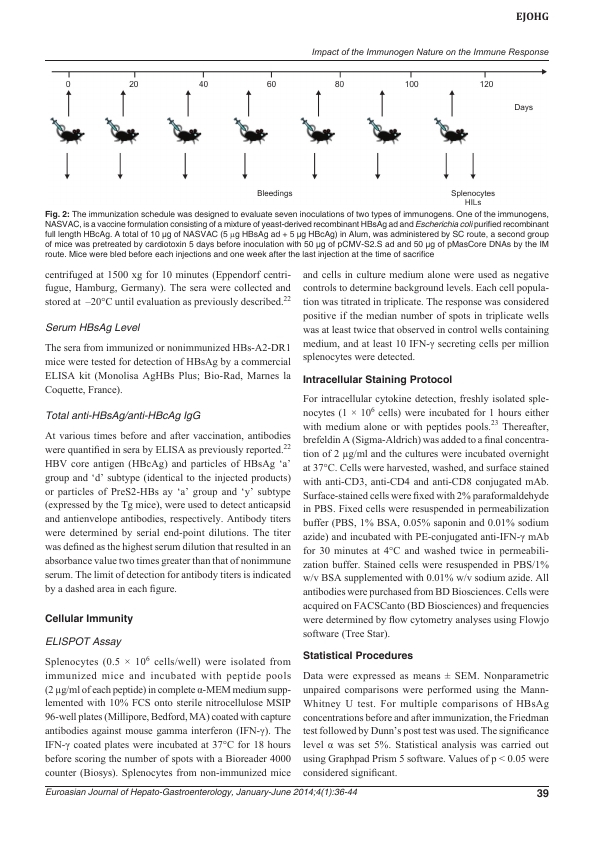 EJOHG
Impact of the Immunogen Nature on the Immune Response
0 20 40 60 80 100 120
Days
Bleedings
Splenocytes
HILs
Fig. 2: The immunization schedule was designed to evaluate seven inoculations of two types of immunogens. One of the immunogens,
NASVAC, is a vaccine formulation consisting of a mixture of yeast-derived recombinant HBsAg ad and Escherichia coli purified recombinant
full length HBcAg. A total of 10 µg of NASVAC (5 µg HBsAg ad + 5 µg HBcAg) in Alum, was administered by SC route, a second group
of mice was pretreated by cardiotoxin 5 days before inoculation with 50 µg of pCMV-S2.S ad and 50 µg of pMasCore DNAs by the IM
route. Mice were bled before each injections and one week after the last injection at the time of sacrifice
centrifuged at 1500 xg for 10 minutes (Eppendorf centri-
fugue, Hamburg, Germany). The sera were collected and
stored at –20°C until evaluation as previously described.22
Serum HBsAg Level
The sera from immunized or nonimmunized HBs-A2-DR1
mice were tested for detection of HBsAg by a commercial
ELISA kit (Monolisa AgHBs Plus; Bio-Rad, Marnes la
Coquette, France).
Total anti-HBsAg/anti-HBcAg IgG
At various times before and after vaccination, antibodies
were quantified in sera by ELISA as previously reported.22
HBV core antigen (HBcAg) and particles of HBsAg ‘a’
group and ‘d’ subtype (identical to the injected products)
or particles of PreS2-HBs ay ‘a’ group and ‘y’ subtype
(expressed by the Tg mice), were used to detect anticapsid
and antienvelope antibodies, respectively. Antibody titers
were determined by serial end-point dilutions. The titer
was defined as the highest serum dilution that resulted in an
absorbance value two times greater than that of nonimmune
serum. The limit of detection for antibody titers is indicated
by a dashed area in each figure.
Cellular Immunity
ELISPOT Assay
Splenocytes (0.5 × 10⁶ cells/well) were isolated from
immunized mice and incubated with peptide pools
(2 µg/ml of each peptide) in complete α-MEM medium supp-
lemented with 10% FCS onto sterile nitrocellulose MSIP
96-well plates (Millipore, Bedford, MA) coated with capture
antibodies against mouse gamma interferon (IFN-γ). The
IFN-γ coated plates were incubated at 37°C for 18 hours
before scoring the number of spots with a Bioreader 4000
counter (Biosys). Splenocytes from non-immunized mice
and cells in culture medium alone were used as negative
controls to determine background levels. Each cell popula-
tion was titrated in triplicate. The response was considered
positive if the median number of spots in triplicate wells
was at least twice that observed in control wells containing
medium, and at least 10 IFN-γ secreting cells per million
splenocytes were detected.
Intracellular Staining Protocol
For intracellular cytokine detection, freshly isolated sple-
nocytes (1 × 10⁶ cells) were incubated for 1 hours either
with medium alone or with peptides pools.23 Thereafter,
brefeldin A (Sigma-Aldrich) was added to a final concentra-
tion of 2 µg/ml and the cultures were incubated overnight
at 37°C. Cells were harvested, washed, and surface stained
with anti-CD3, anti-CD4 and anti-CD8 conjugated mAb.
Surface-stained cells were fixed with 2% paraformaldehyde
in PBS. Fixed cells were resuspended in permeabilization
buffer (PBS, 1% BSA, 0.05% saponin and 0.01% sodium
azide) and incubated with PE-conjugated anti-IFN-γ mAb
for 30 minutes at 4°C and washed twice in permeabili-
zation buffer. Stained cells were resuspended in PBS/1%
w/v BSA supplemented with 0.01% w/v sodium azide. All
antibodies were purchased from BD Biosciences. Cells were
acquired on FACSCanto (BD Biosciences) and frequencies
were determined by flow cytometry analyses using Flowjo
software (Tree Star).
Statistical Procedures
Data were expressed as means ± SEM. Nonparametric
unpaired comparisons were performed using the Mann-
Whitney U test. For multiple comparisons of HBsAg
concentrations before and after immunization, the Friedman
test followed by Dunn’s post test was used. The significance
level α was set 5%. Statistical analysis was carried out
using Graphpad Prism 5 software. Values of p < 0.05 were
considered significant.
Euroasian Journal of Hepato-Gastroenterology, January-June 2014;4(1):36-44
39